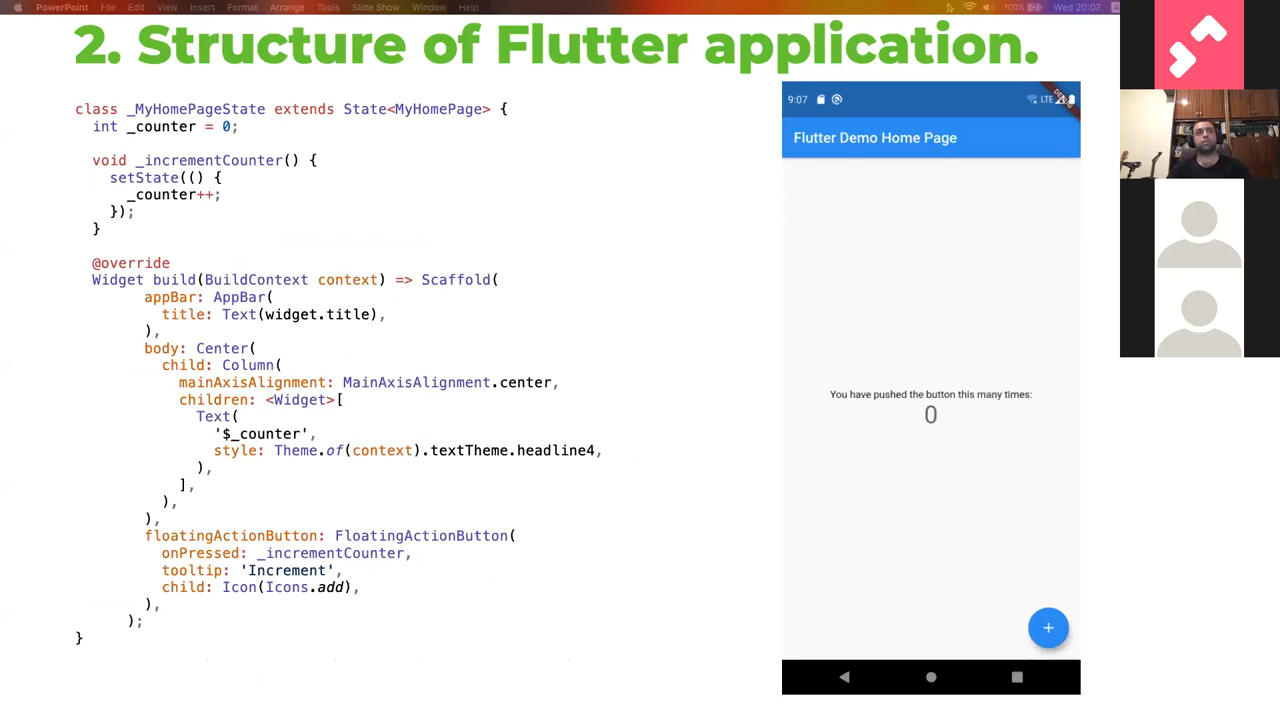 PowerPoint File Edit View Insert Format Arrange Tools Slide Show Window Help 100% Wed 20:07
2. Structure of Flutter application.
class _MyHomePageState extends State<MyHomePage> {
int _counter = 0;
void _incrementCounter() {
setState(() {
_counter++;
});
}
@override
Widget build(BuildContext context) => Scaffold(
appBar: AppBar(
title: Text(widget.title),
),
body: Center(
child: Column(
mainAxisAlignment: MainAxisAlignment.center,
children: <Widget>[
Text(
'$_counter',
style: Theme.of(context).textTheme.headline4,
),
],
),
),
floatingActionButton: FloatingActionButton(
onPressed: _incrementCounter,
tooltip: 'Increment',
child: Icon(Icons.add),
),
);
}
9:07 LTE
DEBUG
Flutter Demo Home Page
You have pushed the button this many times:
0
+